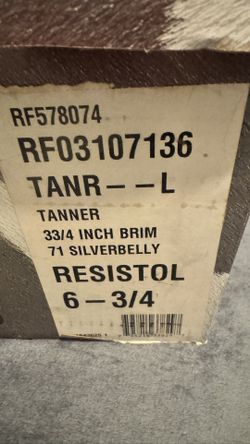 RF578074
RF03107136
TANR--L
TANNER
33/4 INCH BRIM
71 SILVERBELLY
RESISTOL
6-3/4